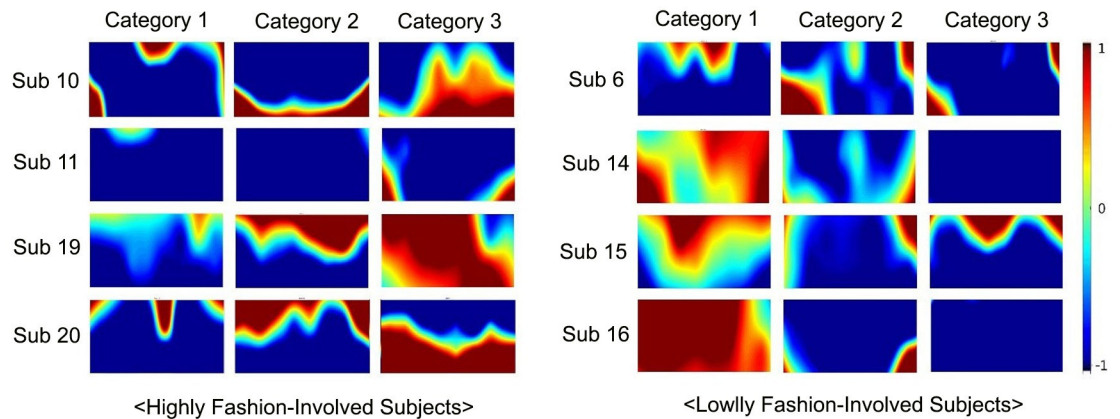 Category 1 Category 2 Category 3 Category 1 Category 2 Category 3
Sub 10 Sub 6
Sub 11 Sub 14
Sub 19 Sub 15
Sub 20 Sub 16
1
0
-1
<Highly Fashion-Involved Subjects> <Lowlly Fashion-Involved Subjects>